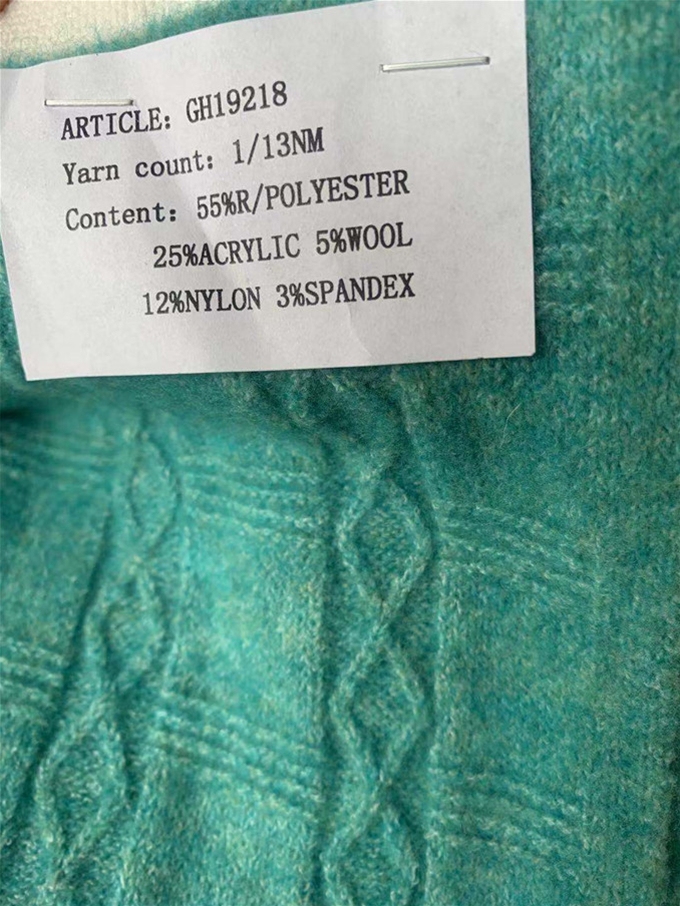 ARTICLE: GH19218
Yarn count: 1/13NM
Content: 55%R/POLYESTER
25%ACRYLIC 5%WOOL
12%NYLON 3%SPANDEX